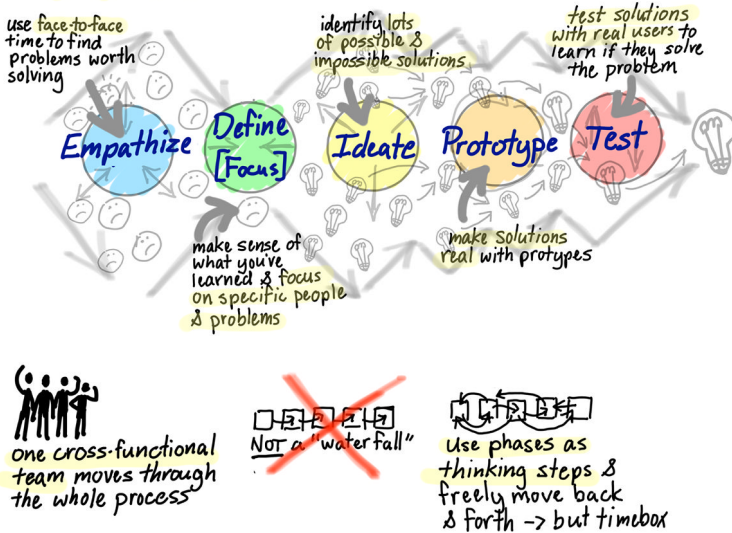 use face-to-face
time to find
problems worth
solving
identify lots
of possible &
impossible solutions
test solutions
with real users to
learn if they solve
the problem
Empathize
Define
[Focus]
Ideate
Prototype
Test
make sense of
what you've
learned & focus
on specific people
& problems
make solutions
real with protypes
one cross-functional
team moves through
the whole process
NOT a "waterfall"
use phases as
thinking steps &
freely move back
& forth -> but timebox